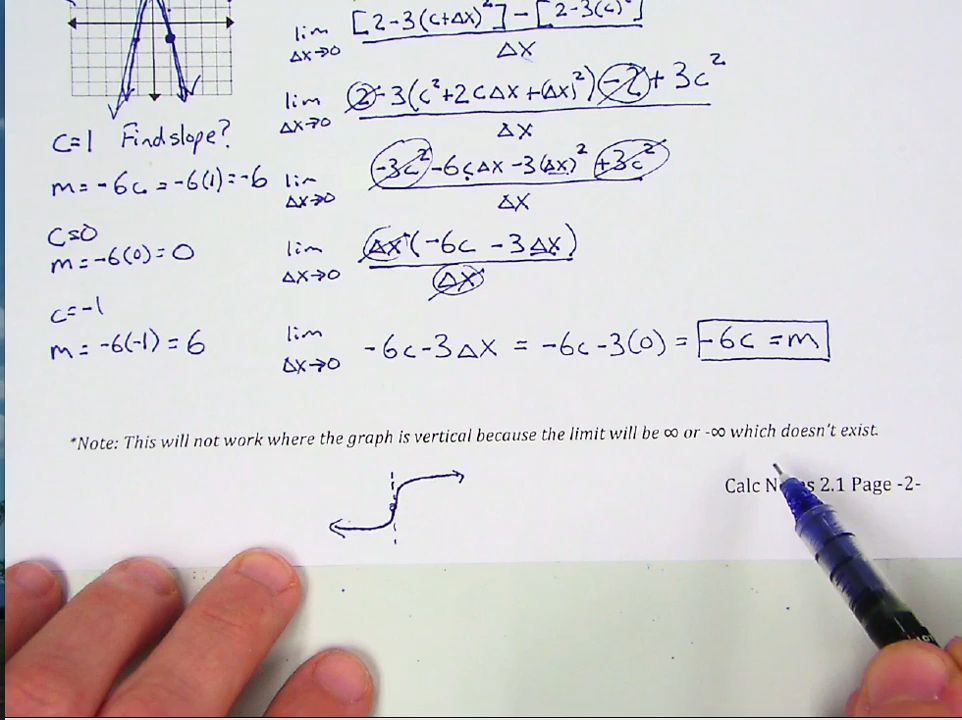 lim Δx→0 [2-3(c+Δx)²] - [2-3(c)²] / Δx
lim Δx→0 2-3(c²+2cΔx+(Δx)²)-2+3c² / Δx
c=1 Find slope?
m=-6c=-6(1)=-6
lim Δx→0 -3c²-6cΔx-3(Δx)²+3c² / Δx
c=0
m=-6(0)=0
lim Δx→0 Δx(-6c-3Δx) / Δx
c=-1
m=-6(-1)=6
lim Δx→0 -6c-3Δx = -6c-3(0) = -6c=m
*Note: This will not work where the graph is vertical because the limit will be ∞ or -∞ which doesn't exist.
Calc 2.1 Page -2-